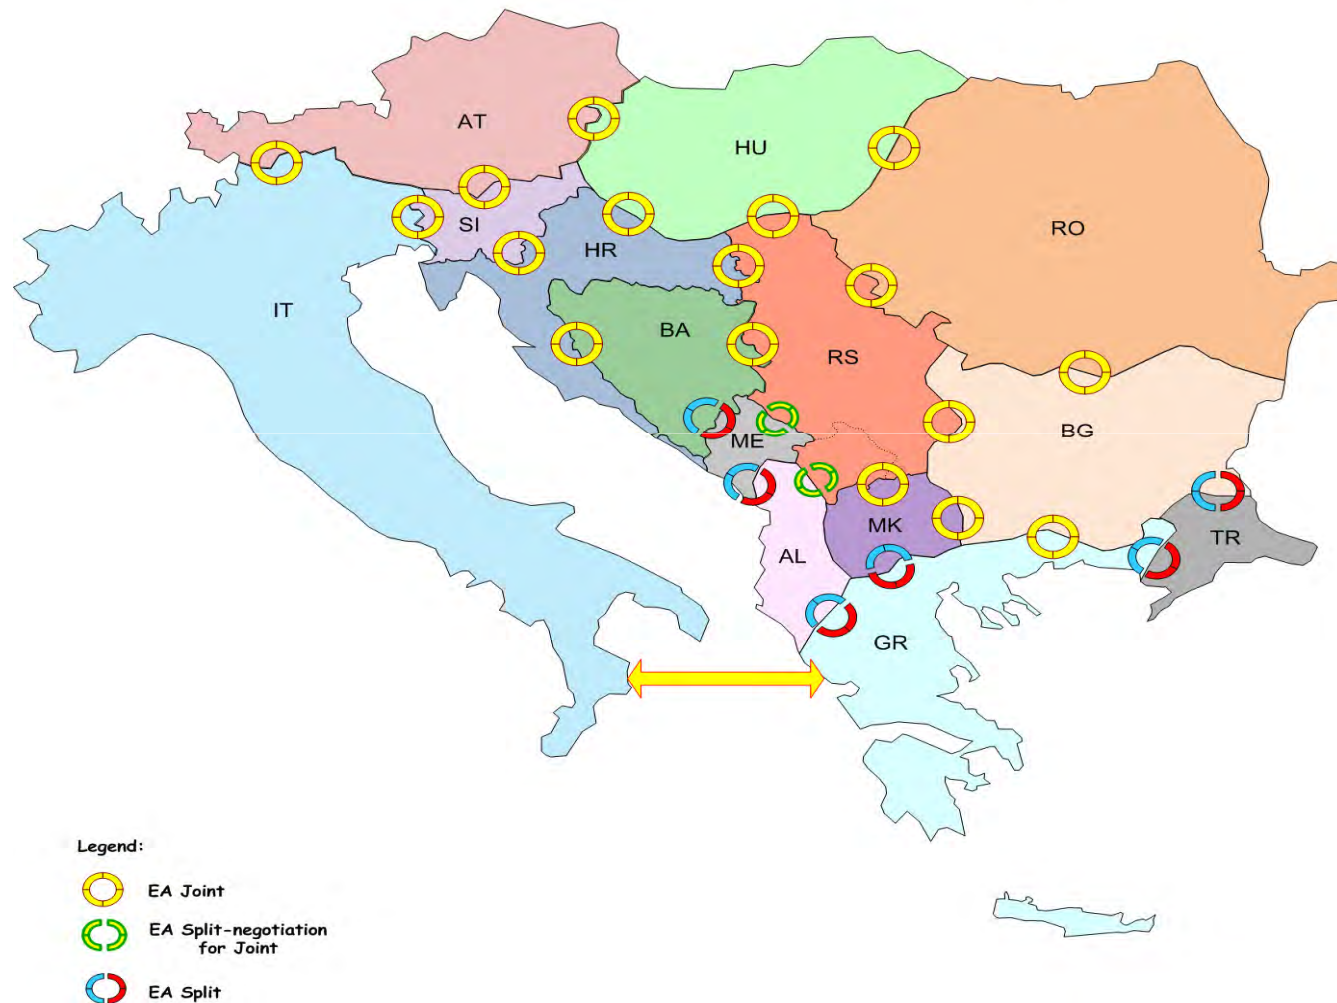 AT
HU
RO
SI
HR
IT
BA
RS
BG
ME
MK
TR
AL
GR
Legend:
EA Joint
EA Split-negotiation
for Joint
EA Split